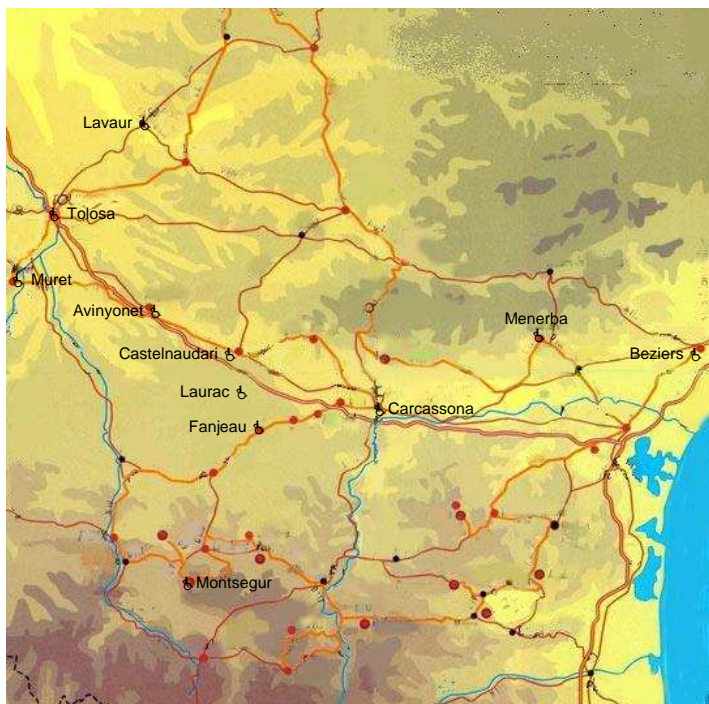 Lavaur
Tolosa
Muret
Avinyonet
Menerba
Castelnaudari
Beziers
Laurac
Carcassona
Fanjeau
Montsegur